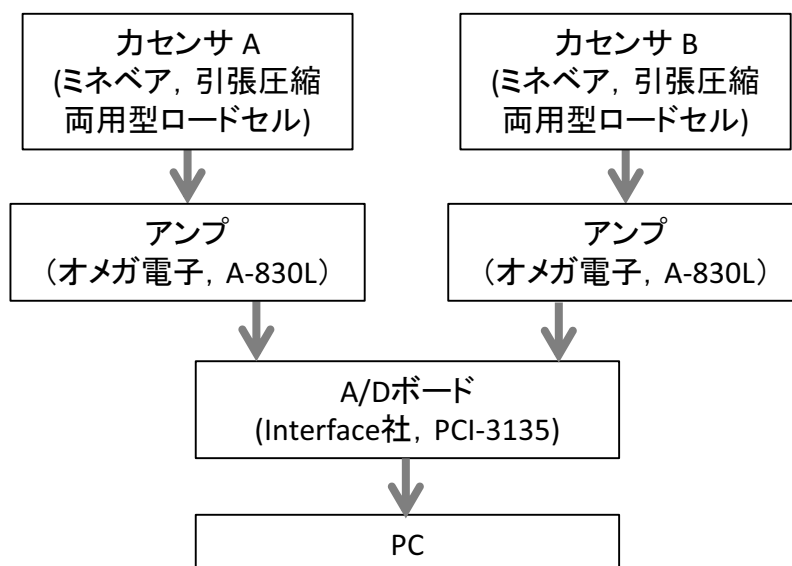 力センサ A
(ミネベア，引張圧縮
両用型ロードセル)
力センサ B
(ミネベア，引張圧縮
両用型ロードセル)
アンプ
（オメガ電子，A-830L）
アンプ
（オメガ電子，A-830L）
A/Dボード
(Interface社，PCI-3135)
PC